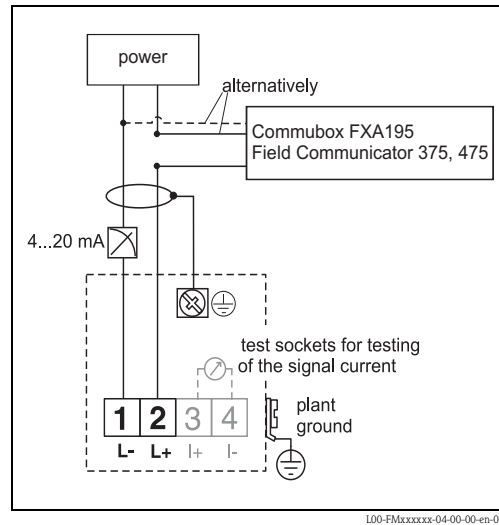 power
alternatively
Commubox FXA195
Field Communicator 375, 475
4...20 mA
test sockets for testing
of the signal current
1 2 3 4
L- L+ I+ I-
plant
ground
L00-FMxxxxxx-04-00-00-en-0